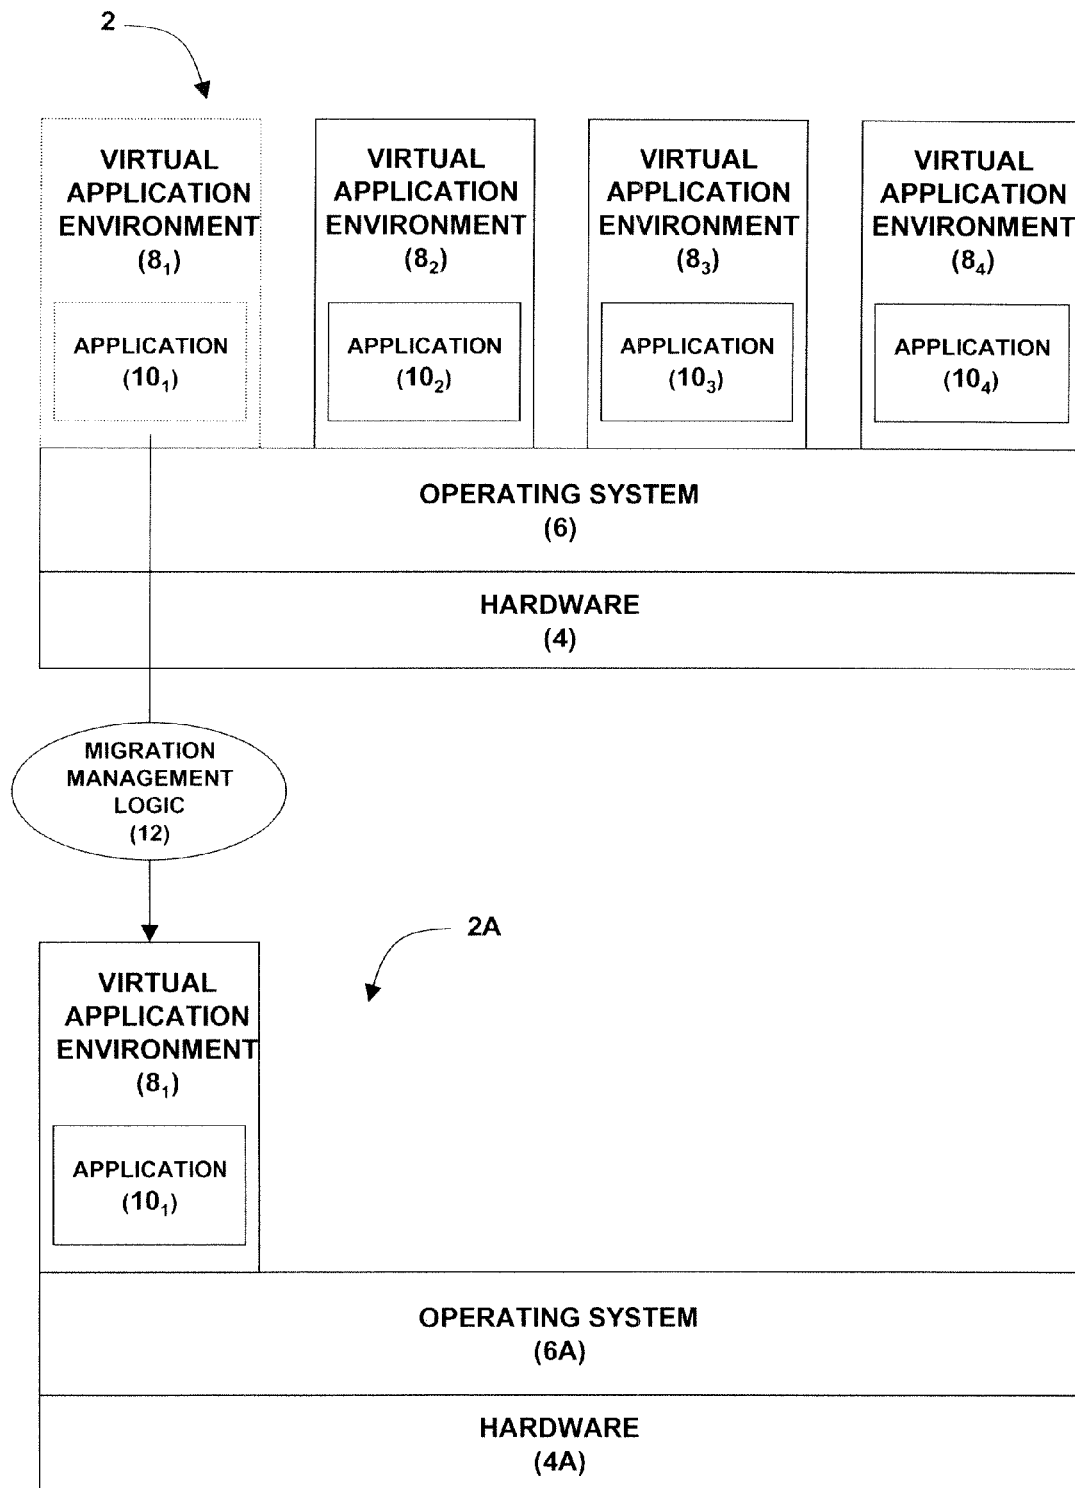 2
VIRTUAL
APPLICATION
ENVIRONMENT
(8₁)
APPLICATION
(10₁)
VIRTUAL
APPLICATION
ENVIRONMENT
(8₂)
APPLICATION
(10₂)
VIRTUAL
APPLICATION
ENVIRONMENT
(8₃)
APPLICATION
(10₃)
VIRTUAL
APPLICATION
ENVIRONMENT
(8₄)
APPLICATION
(10₄)
OPERATING SYSTEM
(6)
HARDWARE
(4)
MIGRATION
MANAGEMENT
LOGIC
(12)
2A
VIRTUAL
APPLICATION
ENVIRONMENT
(8₁)
APPLICATION
(10₁)
OPERATING SYSTEM
(6A)
HARDWARE
(4A)